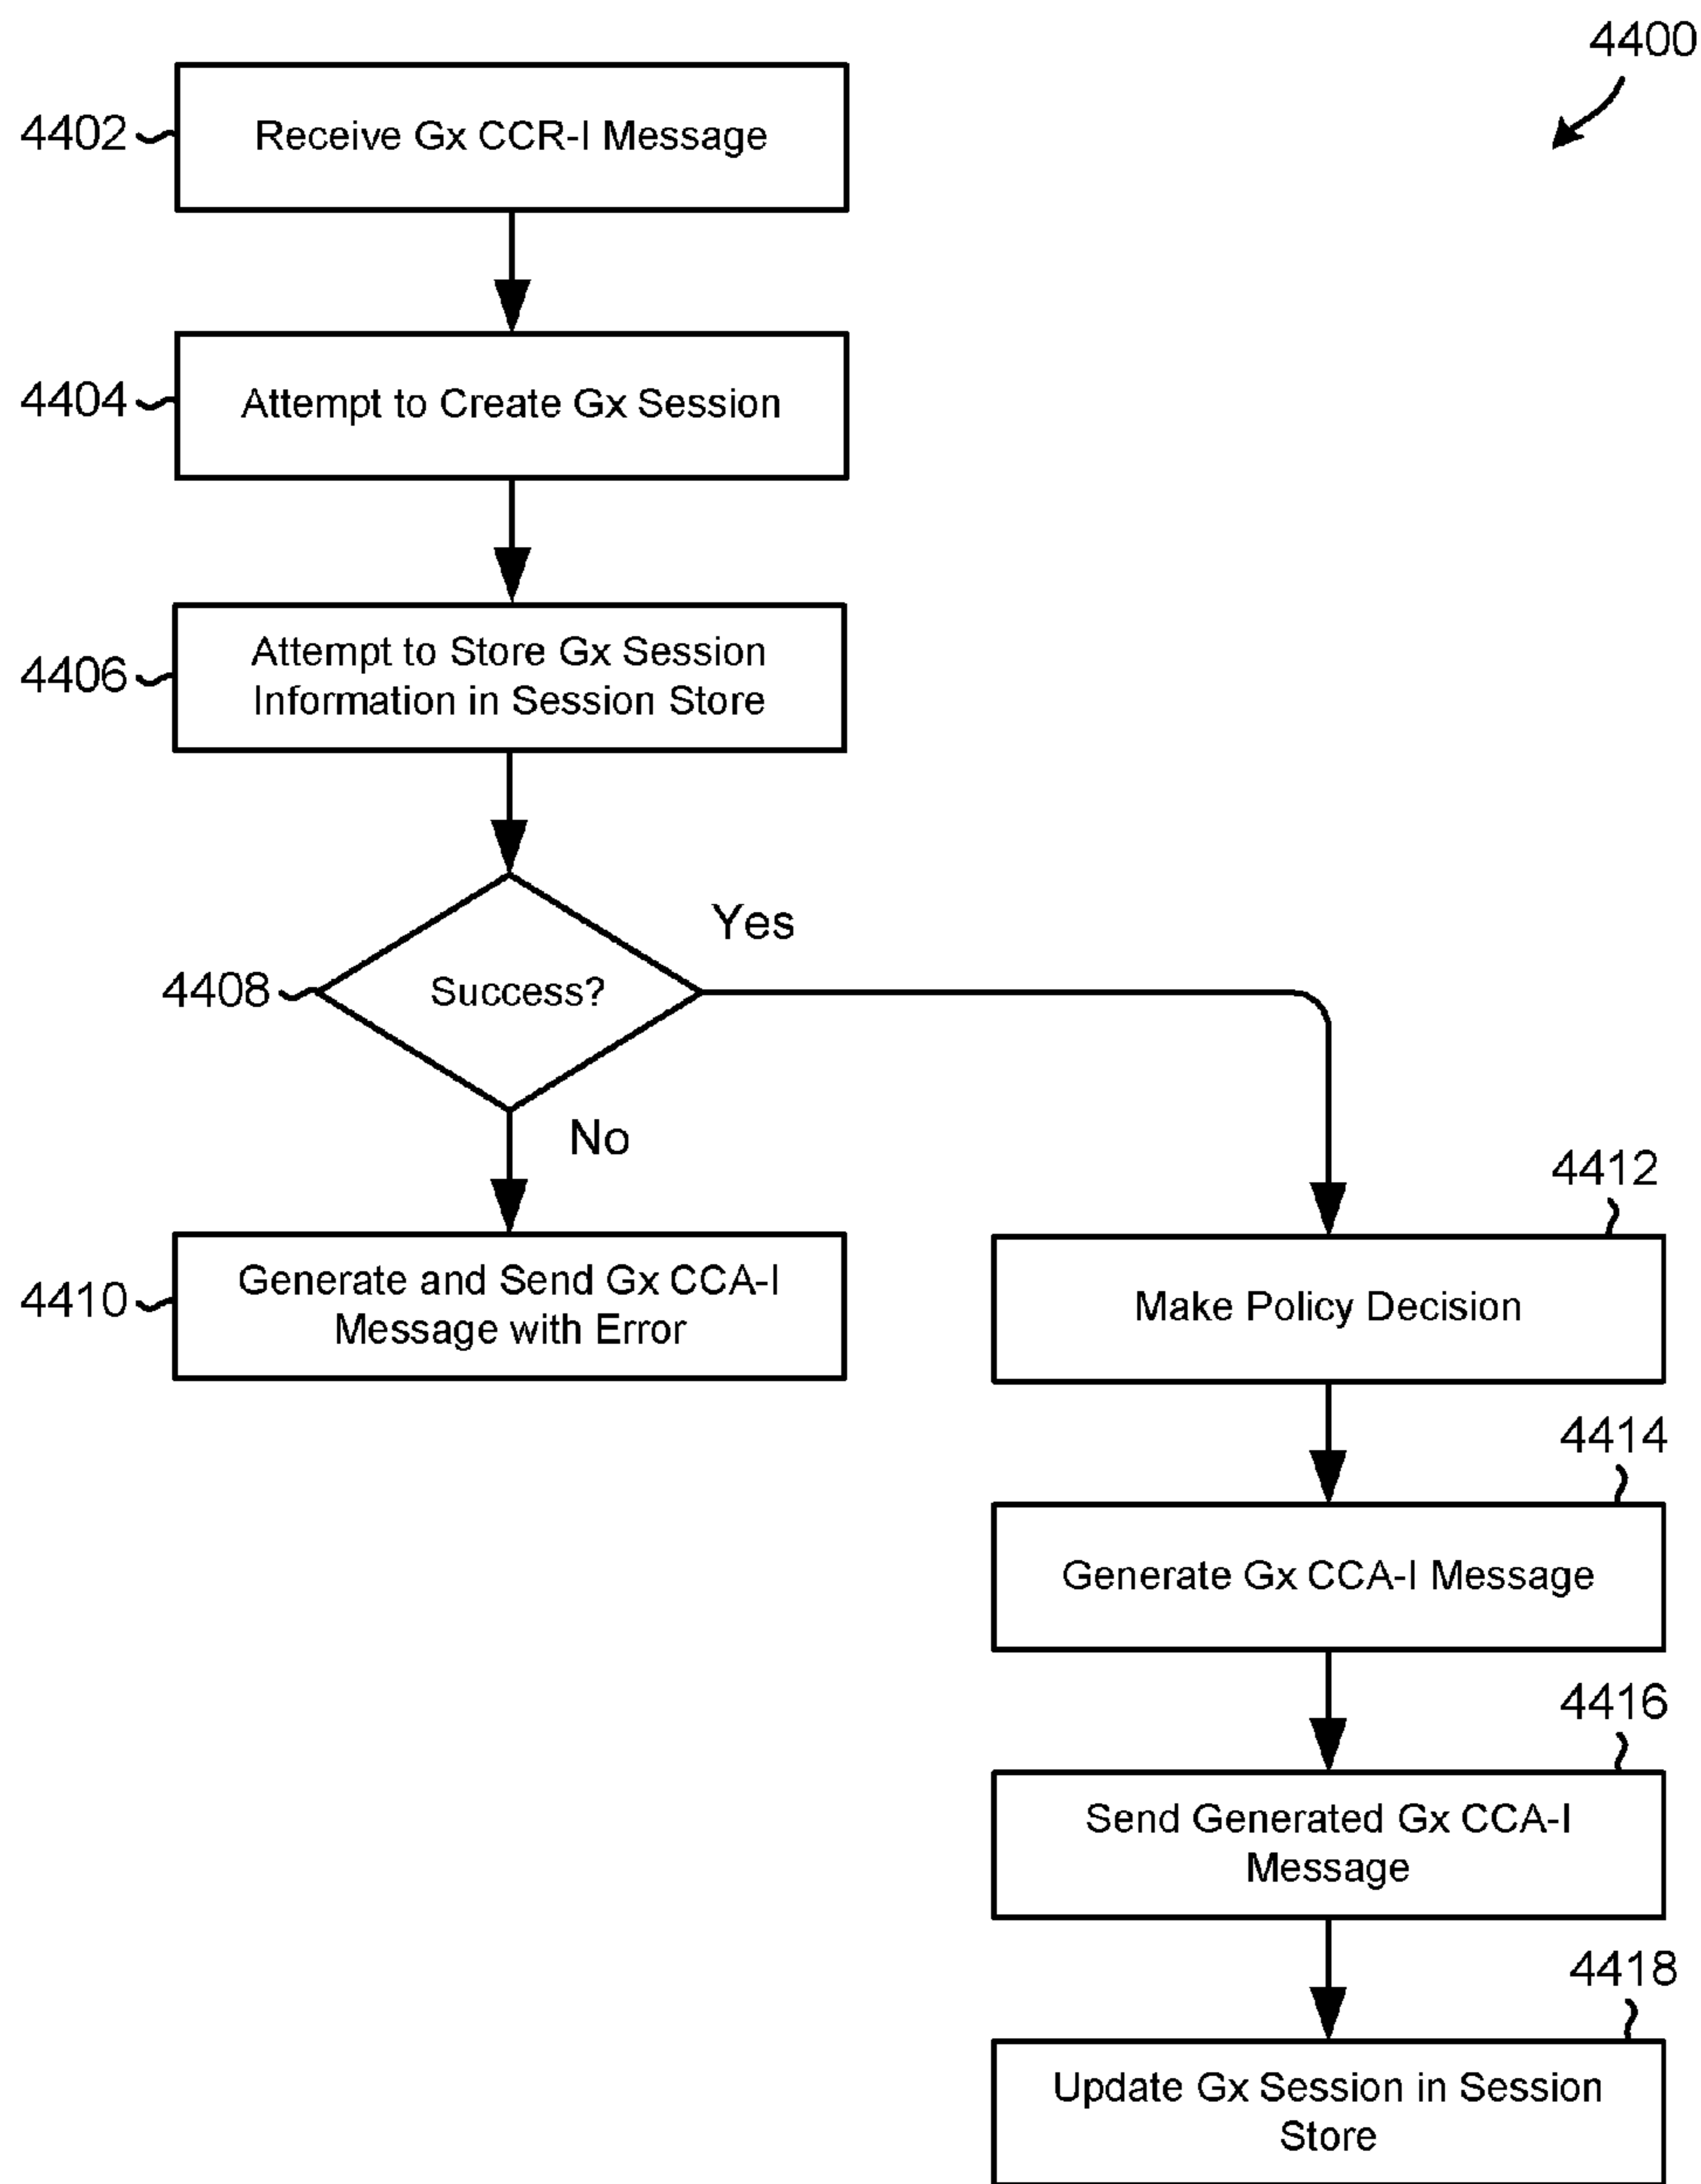 4400
4402
Receive Gx CCR-I Message
4404
Attempt to Create Gx Session
4406
Attempt to Store Gx Session
Information in Session Store
Yes
4408
Success?
No
4410
Generate and Send Gx CCA-I
Message with Error
4412
Make Policy Decision
4414
Generate Gx CCA-I Message
4416
Send Generated Gx CCA-I
Message
4418
Update Gx Session in Session
Store